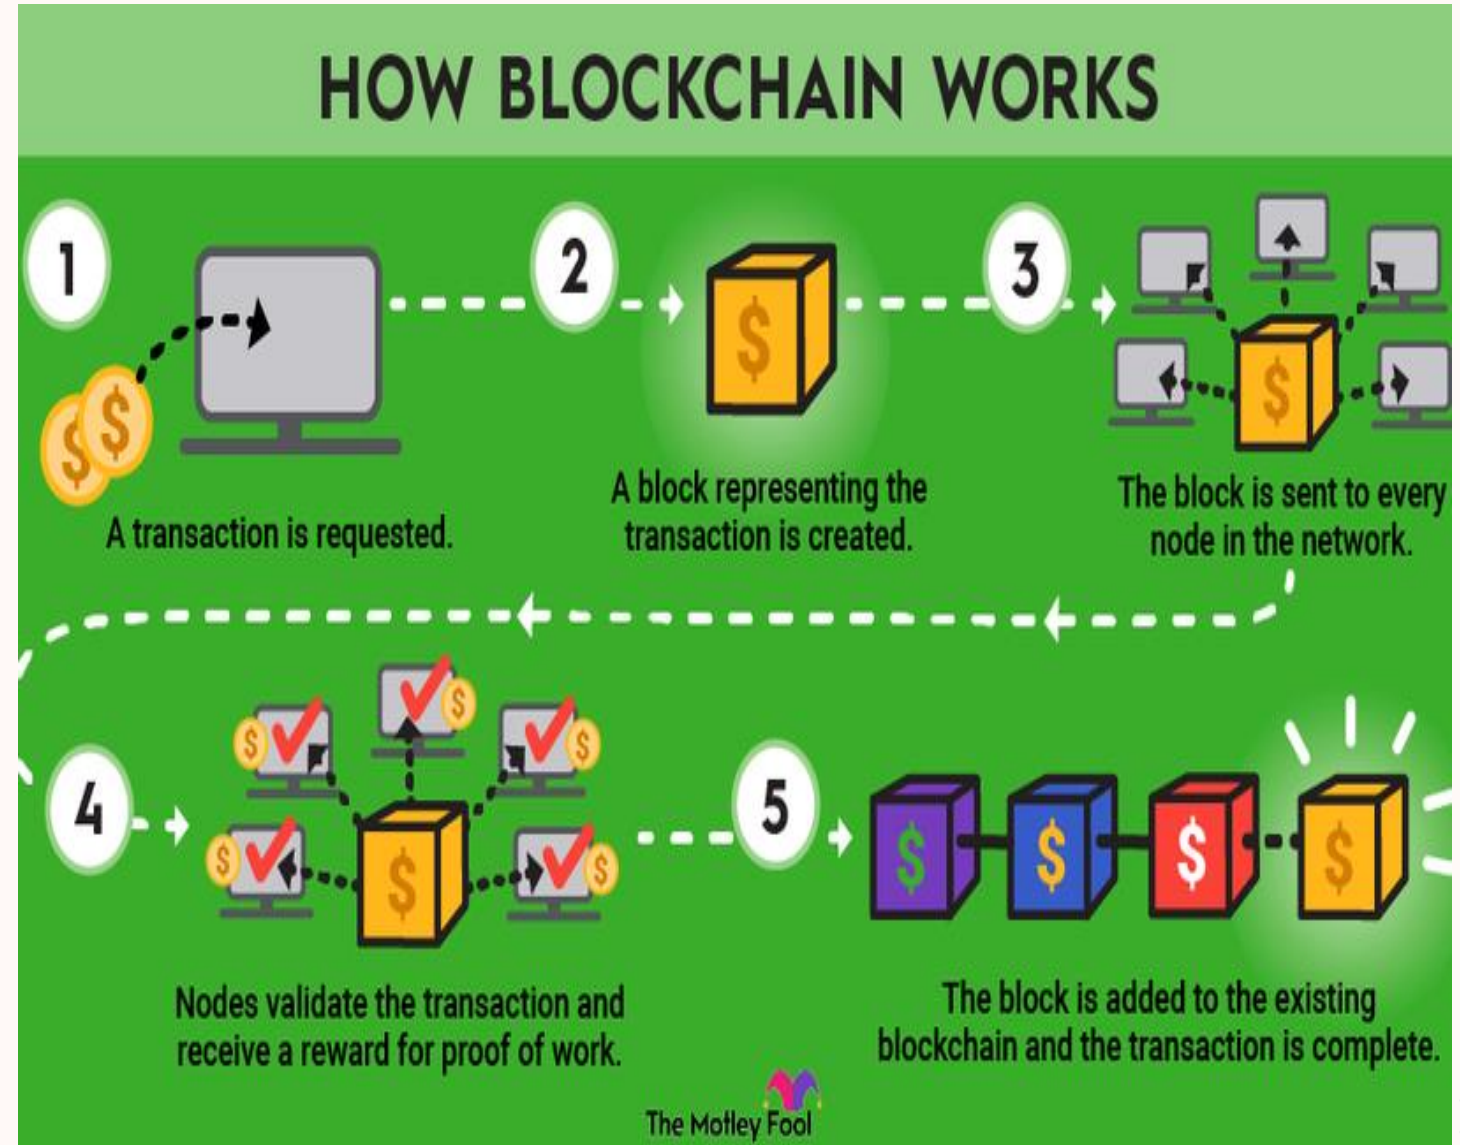 HOW BLOCKCHAIN WORKS
1
2
3
$
$
$
$
A transaction is requested.
A block representing the
transaction is created.
The block is sent to every
node in the network.
4
5
$
$
$
$
$
$
$
$
$
$
Nodes validate the transaction and
receive a reward for proof of work.
The block is added to the existing
blockchain and the transaction is complete.
The Motley Fool